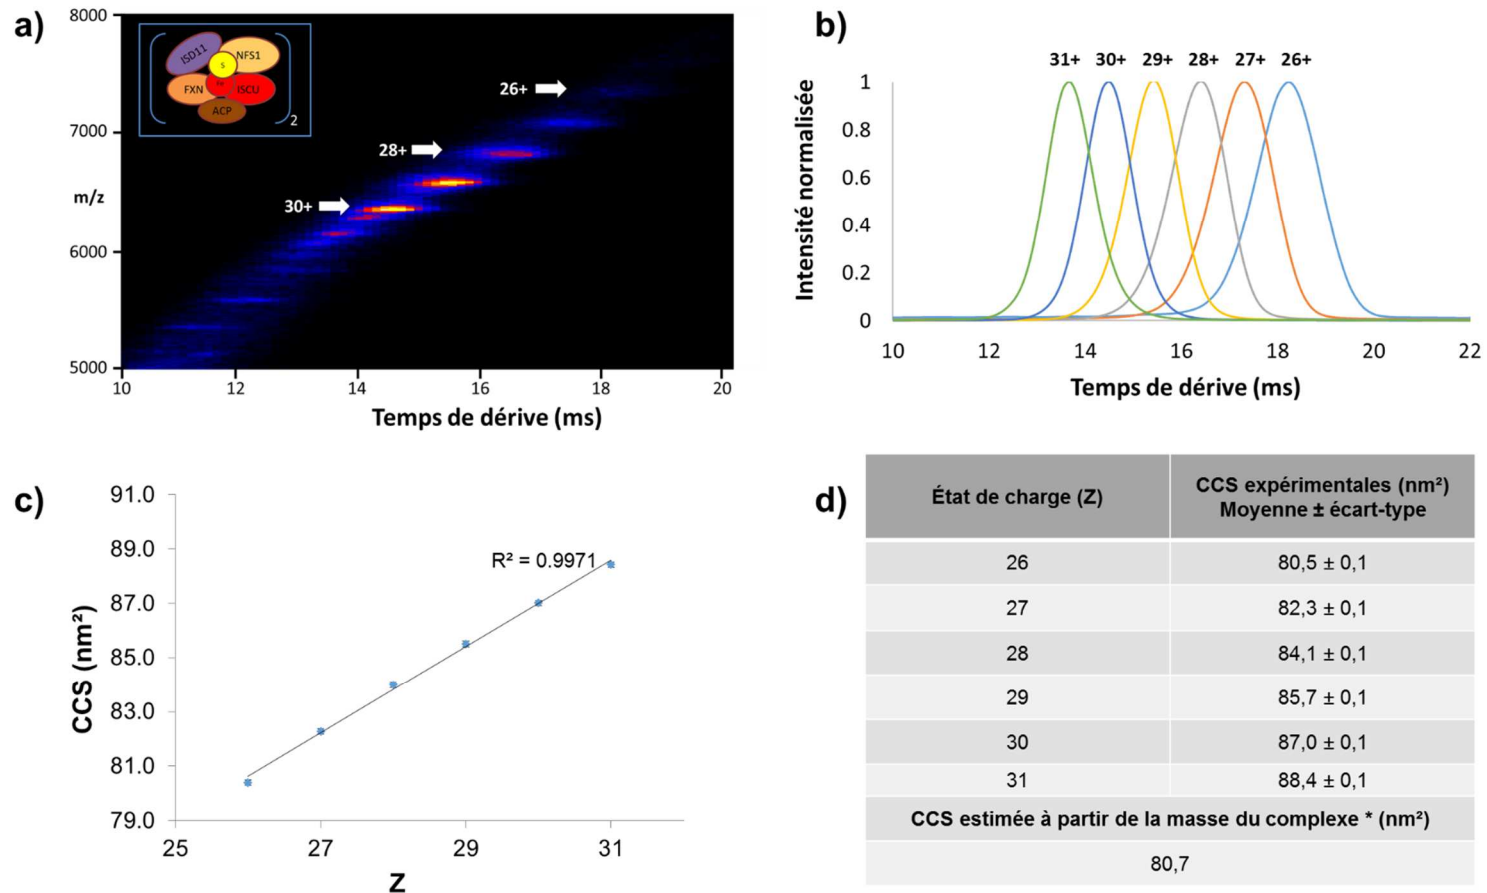 a)
8000
7000
m/z
6000
5000
10
12
14
16
18
20
Temps de dérive (ms)
ISD11
NFS1
S
FXN
ISCU
ACP
2
26+
28+
30+
b)
31+ 30+ 29+ 28+ 27+ 26+
Intensité normalisée
1
0.8
0.6
0.4
0.2
0
10 12 14 16 18 20 22
Temps de dérive (ms)
c)
91.0
89.0
87.0
85.0
83.0
81.0
79.0
CCS (nm²)
R² = 0.9971
25 27 29 31
Z
d)
État de charge (Z)
CCS expérimentales (nm²)
Moyenne ± écart-type
26 80,5 ± 0,1
27 82,3 ± 0,1
28 84,1 ± 0,1
29 85,7 ± 0,1
30 87,0 ± 0,1
31 88,4 ± 0,1
CCS estimée à partir de la masse du complexe * (nm²)
80,7